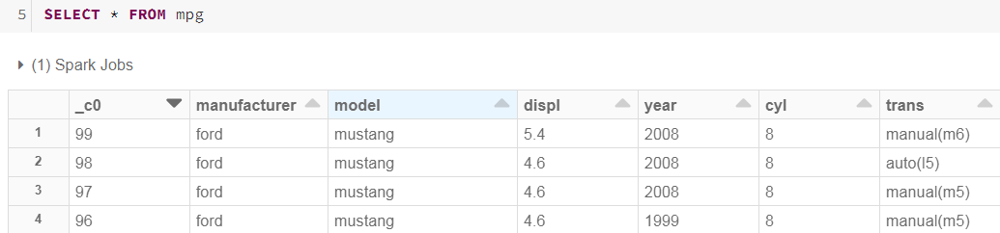 5 SELECT * FROM mpg
(1) Spark Jobs
_c0 manufacturer model displ year cyl trans
1 99 ford mustang 5.4 2008 8 manual(m6)
2 98 ford mustang 4.6 2008 8 auto(l5)
3 97 ford mustang 4.6 2008 8 manual(m5)
4 96 ford mustang 4.6 1999 8 manual(m5)